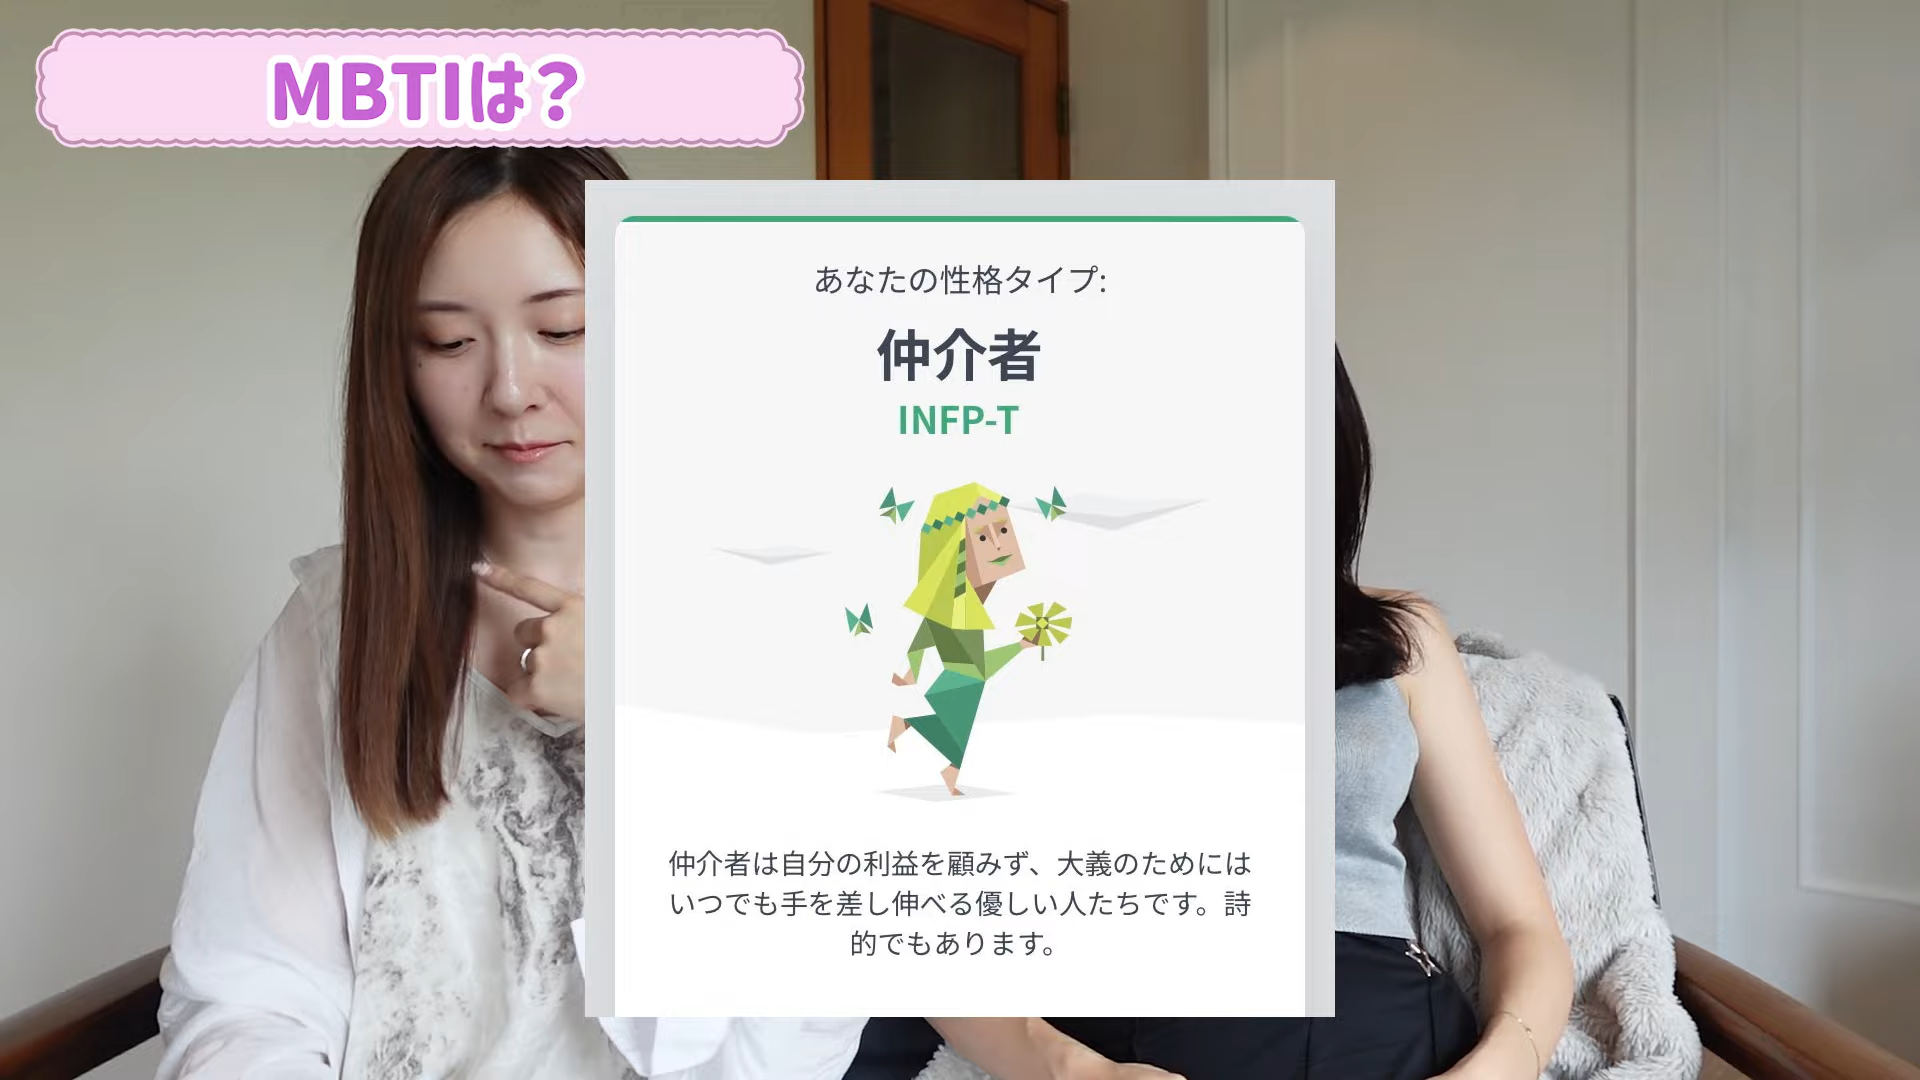 MBTIは？
あなたの性格タイプ:
仲介者
INFP-T
仲介者は自分の利益を顧みず、大義のためには
いつでも手を差し伸べる優しい人たちです。詩
的でもあります。